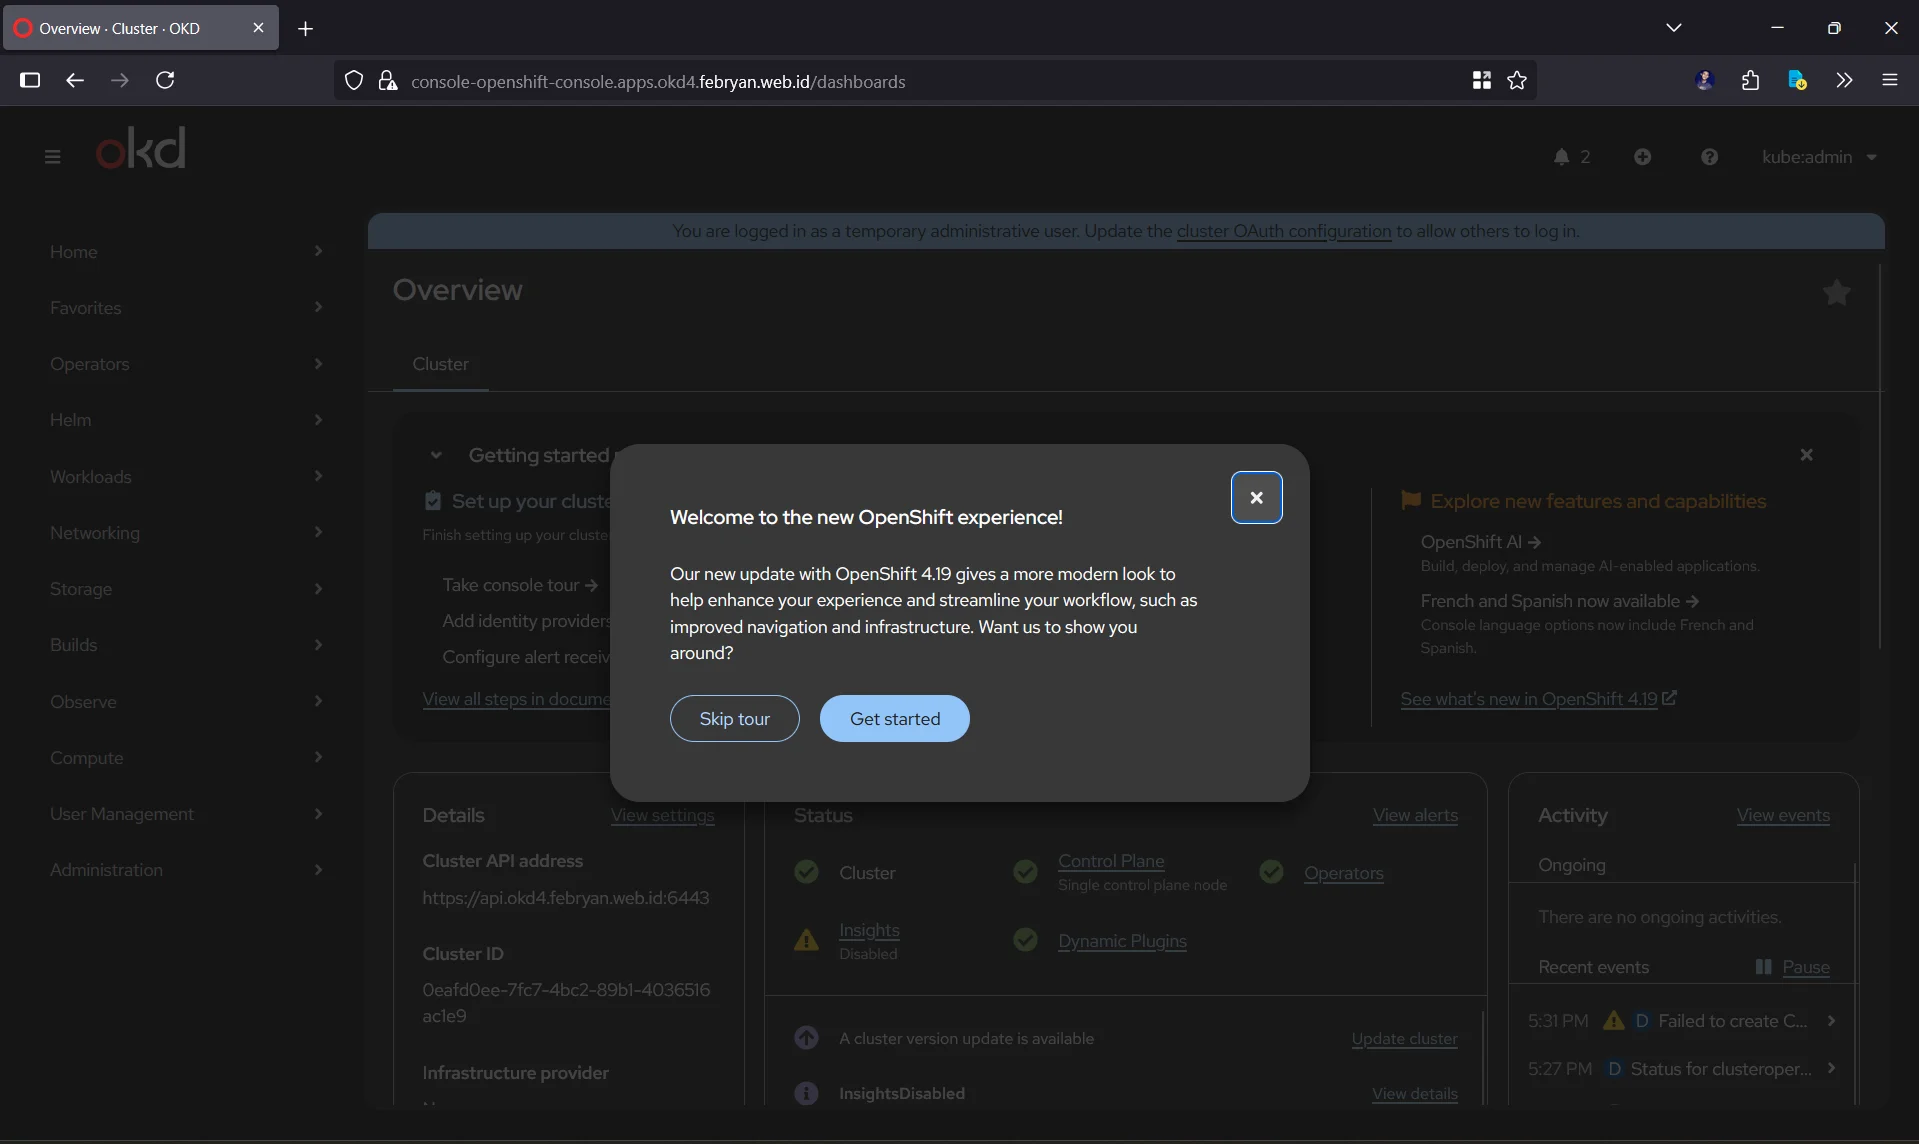 Overview · Cluster · OKD
console-openshift-console.apps.okd4.febryan.web.id/dashboards
okd
2
kube:admin
Home
Favorites
Operators
Helm
Workloads
Networking
Storage
Builds
Observe
Compute
User Management
Administration
You are logged in as a temporary administrative user. Update the cluster OAuth configuration to allow others to log in.
Overview
Cluster
Getting started
Set up your cluste
Finish setting up your cluste
Take console tour
Add identity providers
Configure alert receiv
View all steps in docume
Welcome to the new OpenShift experience!
Our new update with OpenShift 4.19 gives a more modern look to
help enhance your experience and streamline your workflow, such as
improved navigation and infrastructure. Want us to show you
around?
Skip tour
Get started
Explore new features and capabilities
OpenShift AI
Build, deploy, and manage AI-enabled applications.
French and Spanish now available
Console language options now include French and
Spanish.
See what's new in OpenShift 4.19
Details
View settings
Cluster API address
https://api.okd4.febryan.web.id:6443
Cluster ID
0eafd0ee-7fc7-4bc2-89b1-4036516
ac1e9
Infrastructure provider
Status
View alerts
Cluster
Control Plane
Single control plane node
Operators
Insights
Disabled
Dynamic Plugins
A cluster version update is available
Update cluster
InsightsDisabled
View details
Activity
View events
Ongoing
There are no ongoing activities.
Recent events
Pause
5:31 PM D Failed to create C...
5:27 PM D Status for clusteroper...